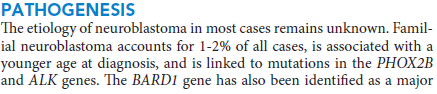 PATHOGENESIS
The etiology of neuroblastoma in most cases remains unknown. Famil-
ial neuroblastoma accounts for 1-2% of all cases, is associated with a
younger age at diagnosis, and is linked to mutations in the PHOX2B
and ALK genes. The BARD1 gene has also been identified as a major